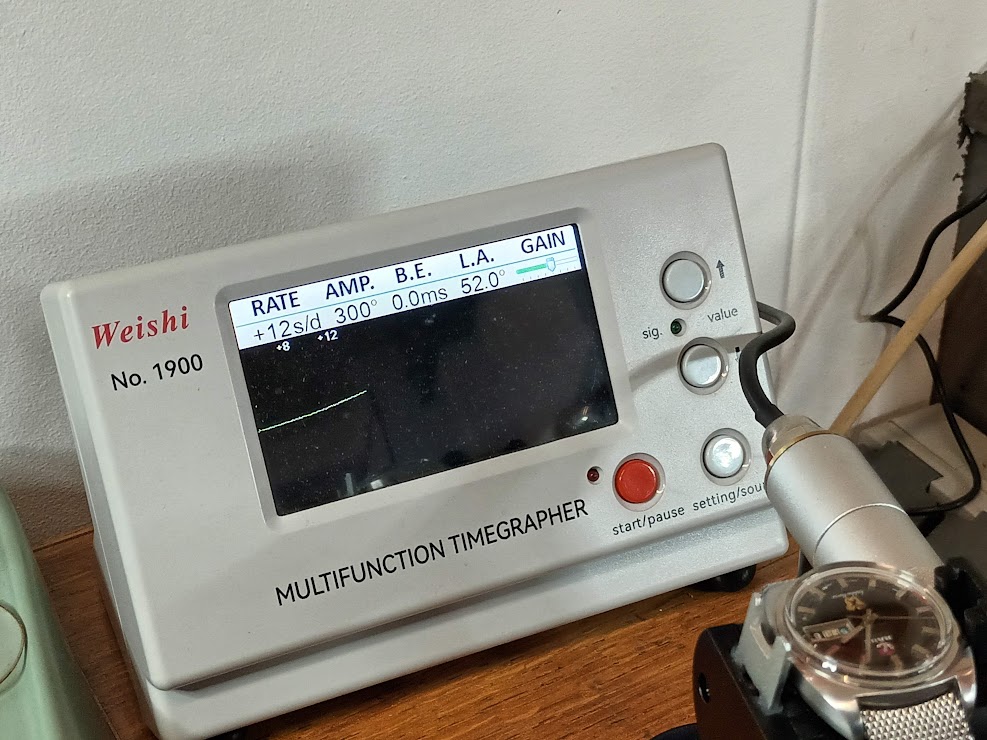 Weishi
No. 1900
RATE AMP. B.E. L.A. GAIN
+12s/d 300° 0.0ms 52.0°
+8 +12
sig. value
start/pause setting/sou
MULTIFUNCTION TIMEGRAPHER